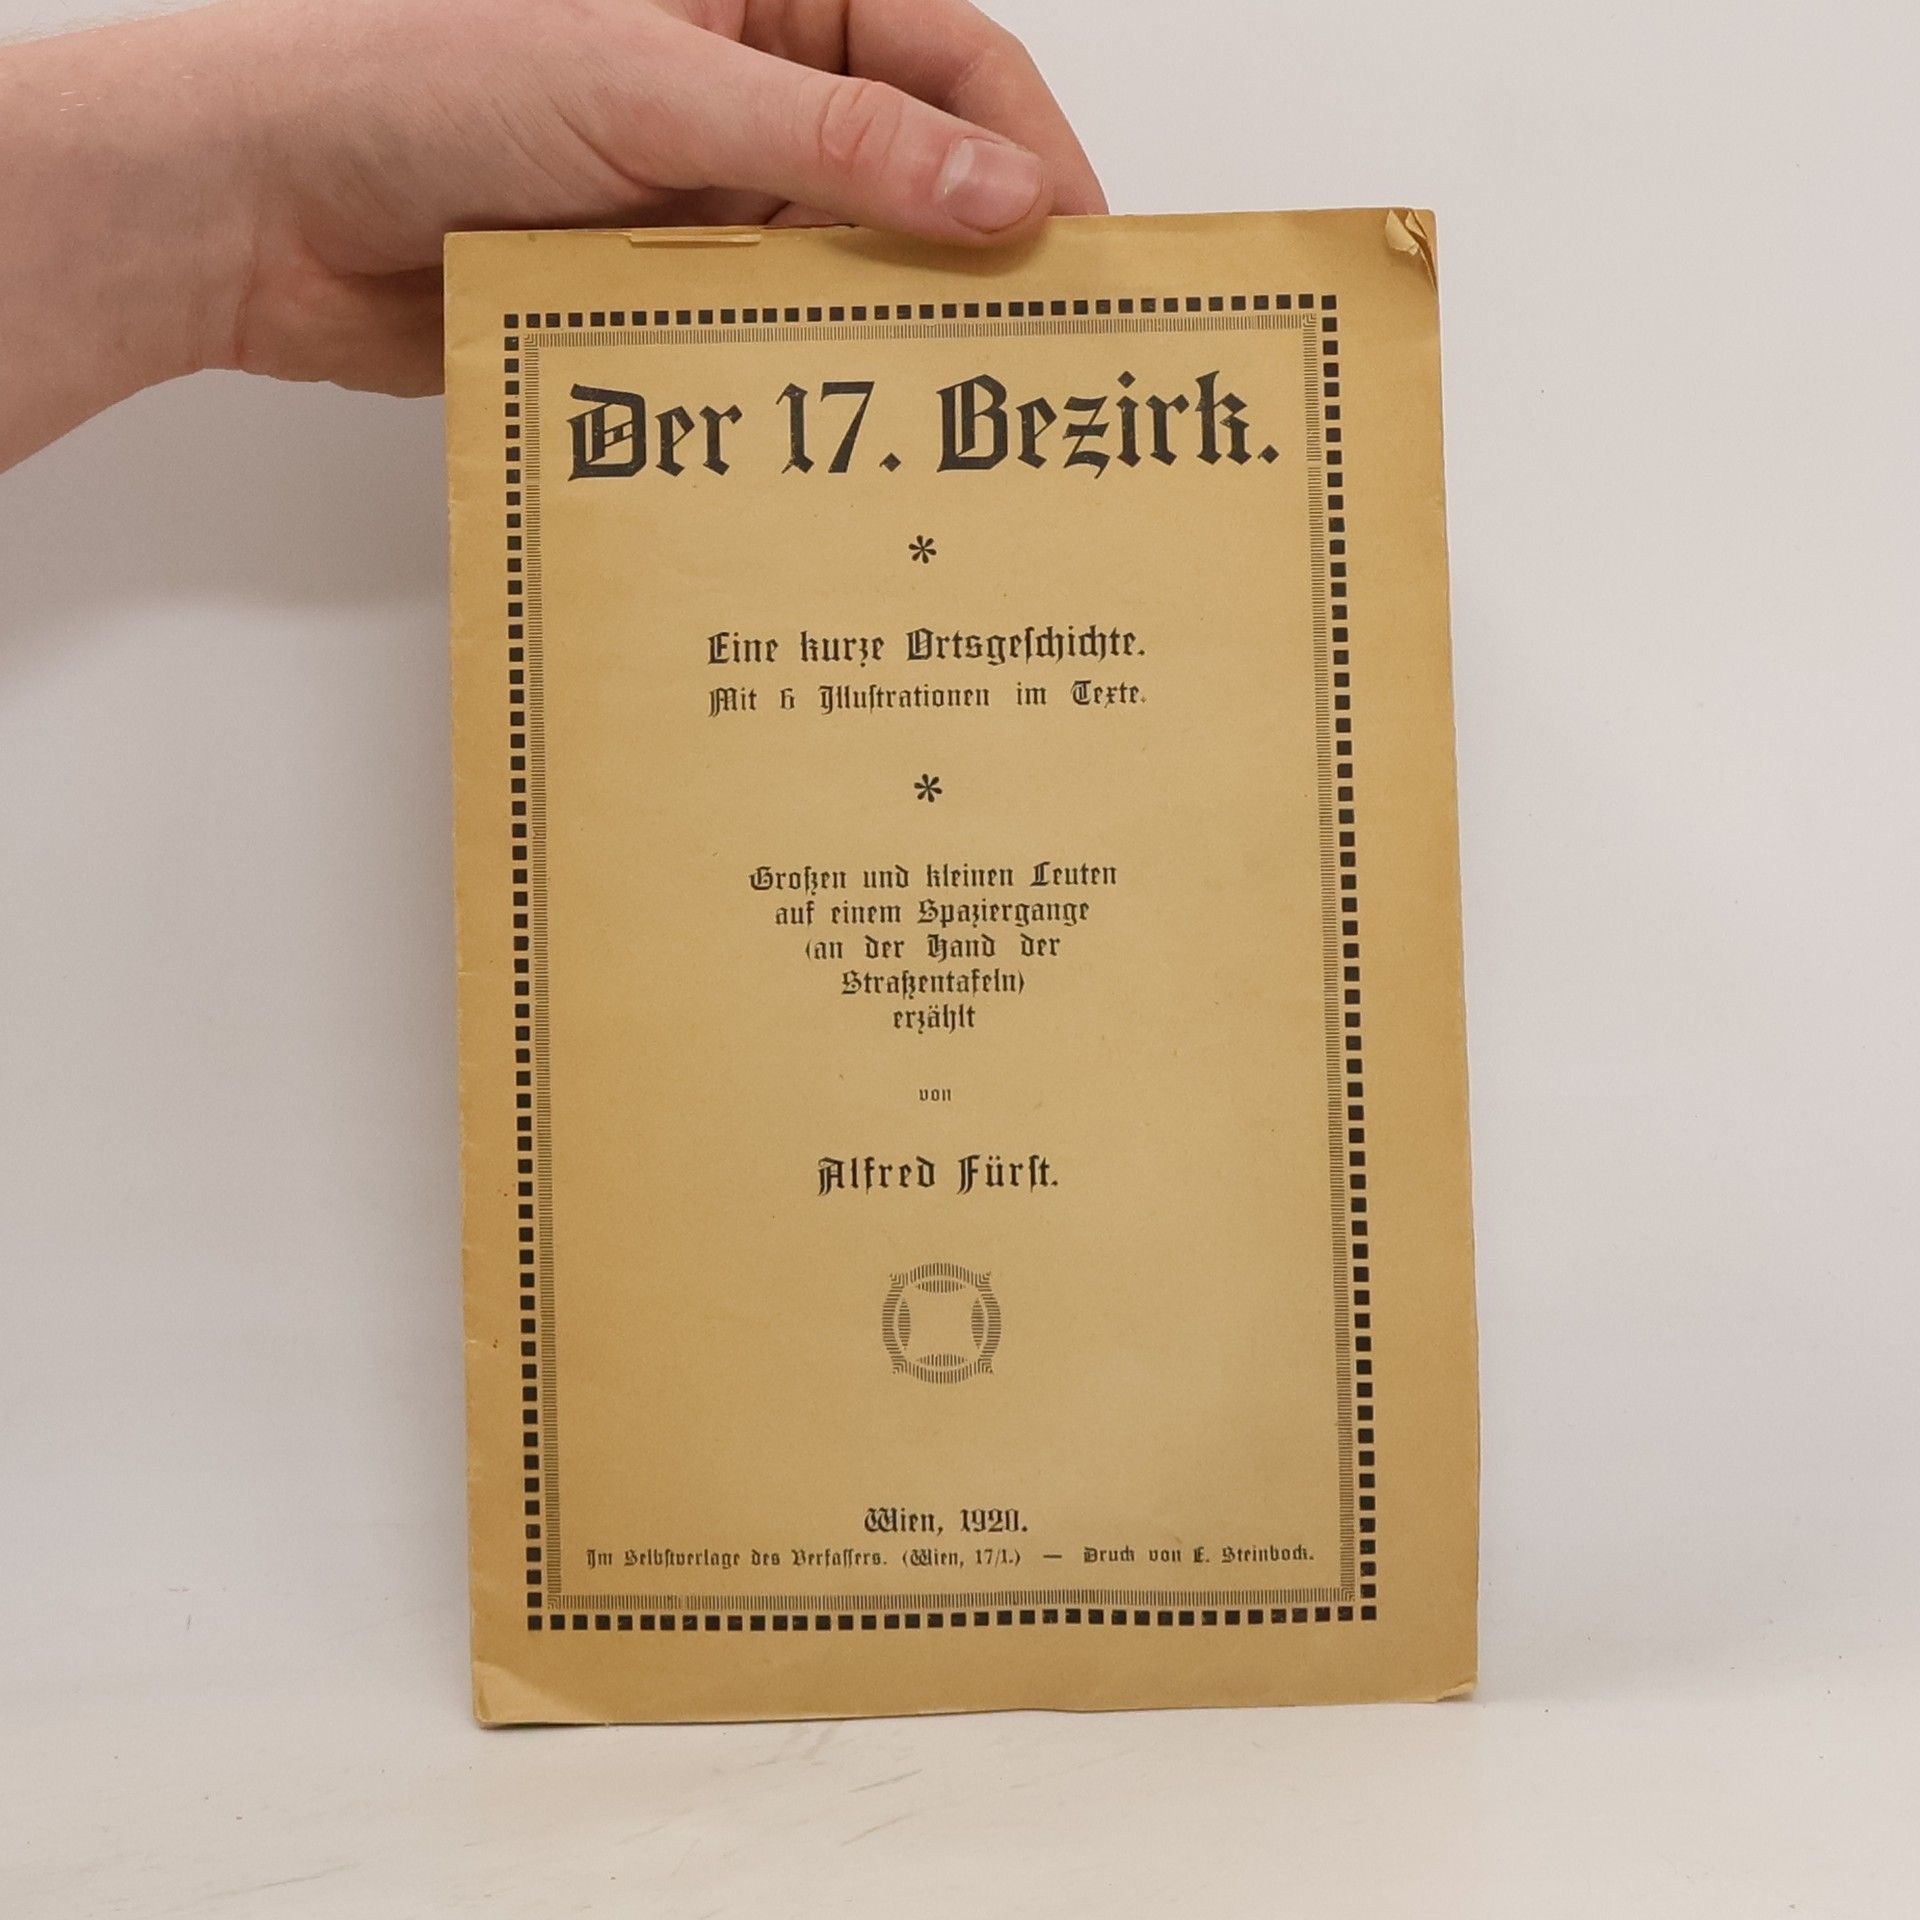 Der 17. Bezirk.
*
Eine kurze Ortsgeschichte.
Mit 6 Illustrationen im Texte.
*
Großen und kleinen Leuten
auf einem Spaziergange
(an der Hand der
Straßentafeln)
erzählt
von
Alfred Fürst.
Wien, 1920.
Im Selbstverlage des Verfassers. (Wien, 17/1.) — Druck von E. Steinbock.